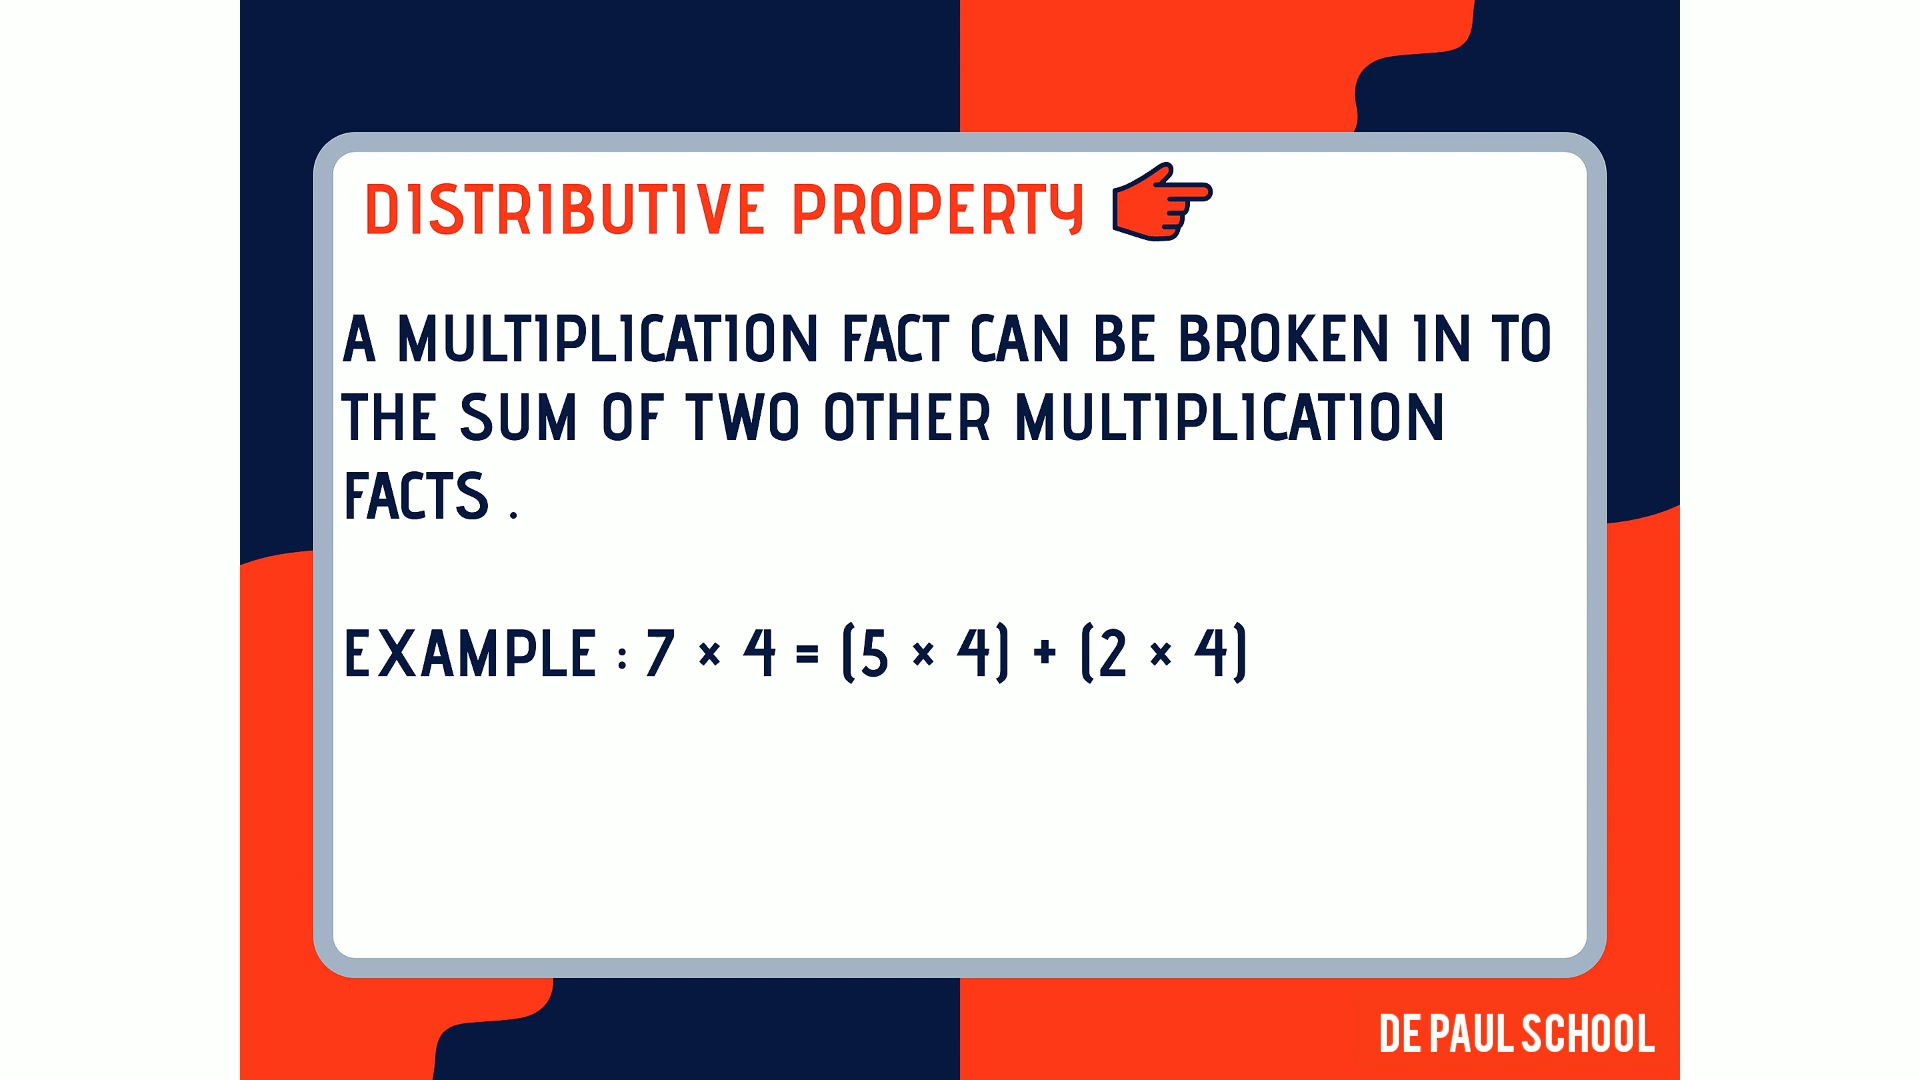 DISTRIBUTIVE PROPERTY
A MULTIPLICATION FACT CAN BE BROKEN IN TO
THE SUM OF TWO OTHER MULTIPLICATION
FACTS .
EXAMPLE : 7 × 4 = (5 × 4) + (2 × 4)
DE PAUL SCHOOL